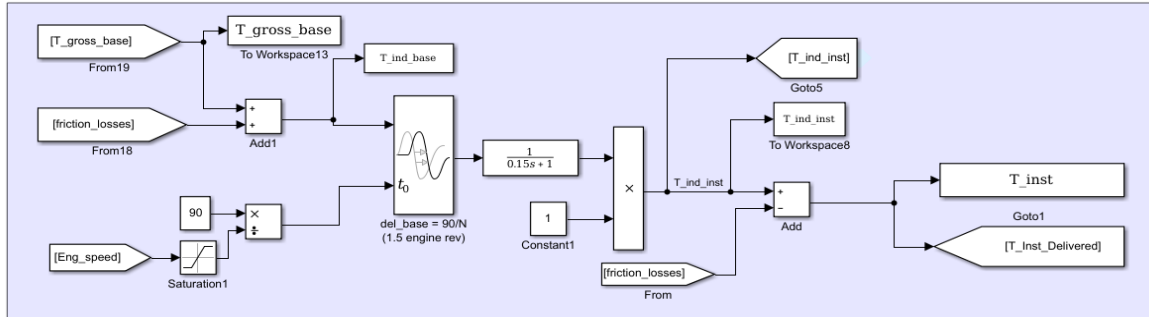 [T_gross_base]
From19
T_gross_base
To Workspace13
T_ind_base
[friction_losses]
From18
+
+
Add1
t0
del_base = 90/N
(1.5 engine rev)
90
×
÷
[Eng_speed]
Saturation1
1
0.15s + 1
×
1
Constant1
T_ind_inst
[T_ind_inst]
Goto5
T_ind_inst
To Workspace8
[friction_losses]
From
+
−
Add
T_inst
Goto1
[T_Inst_Delivered]